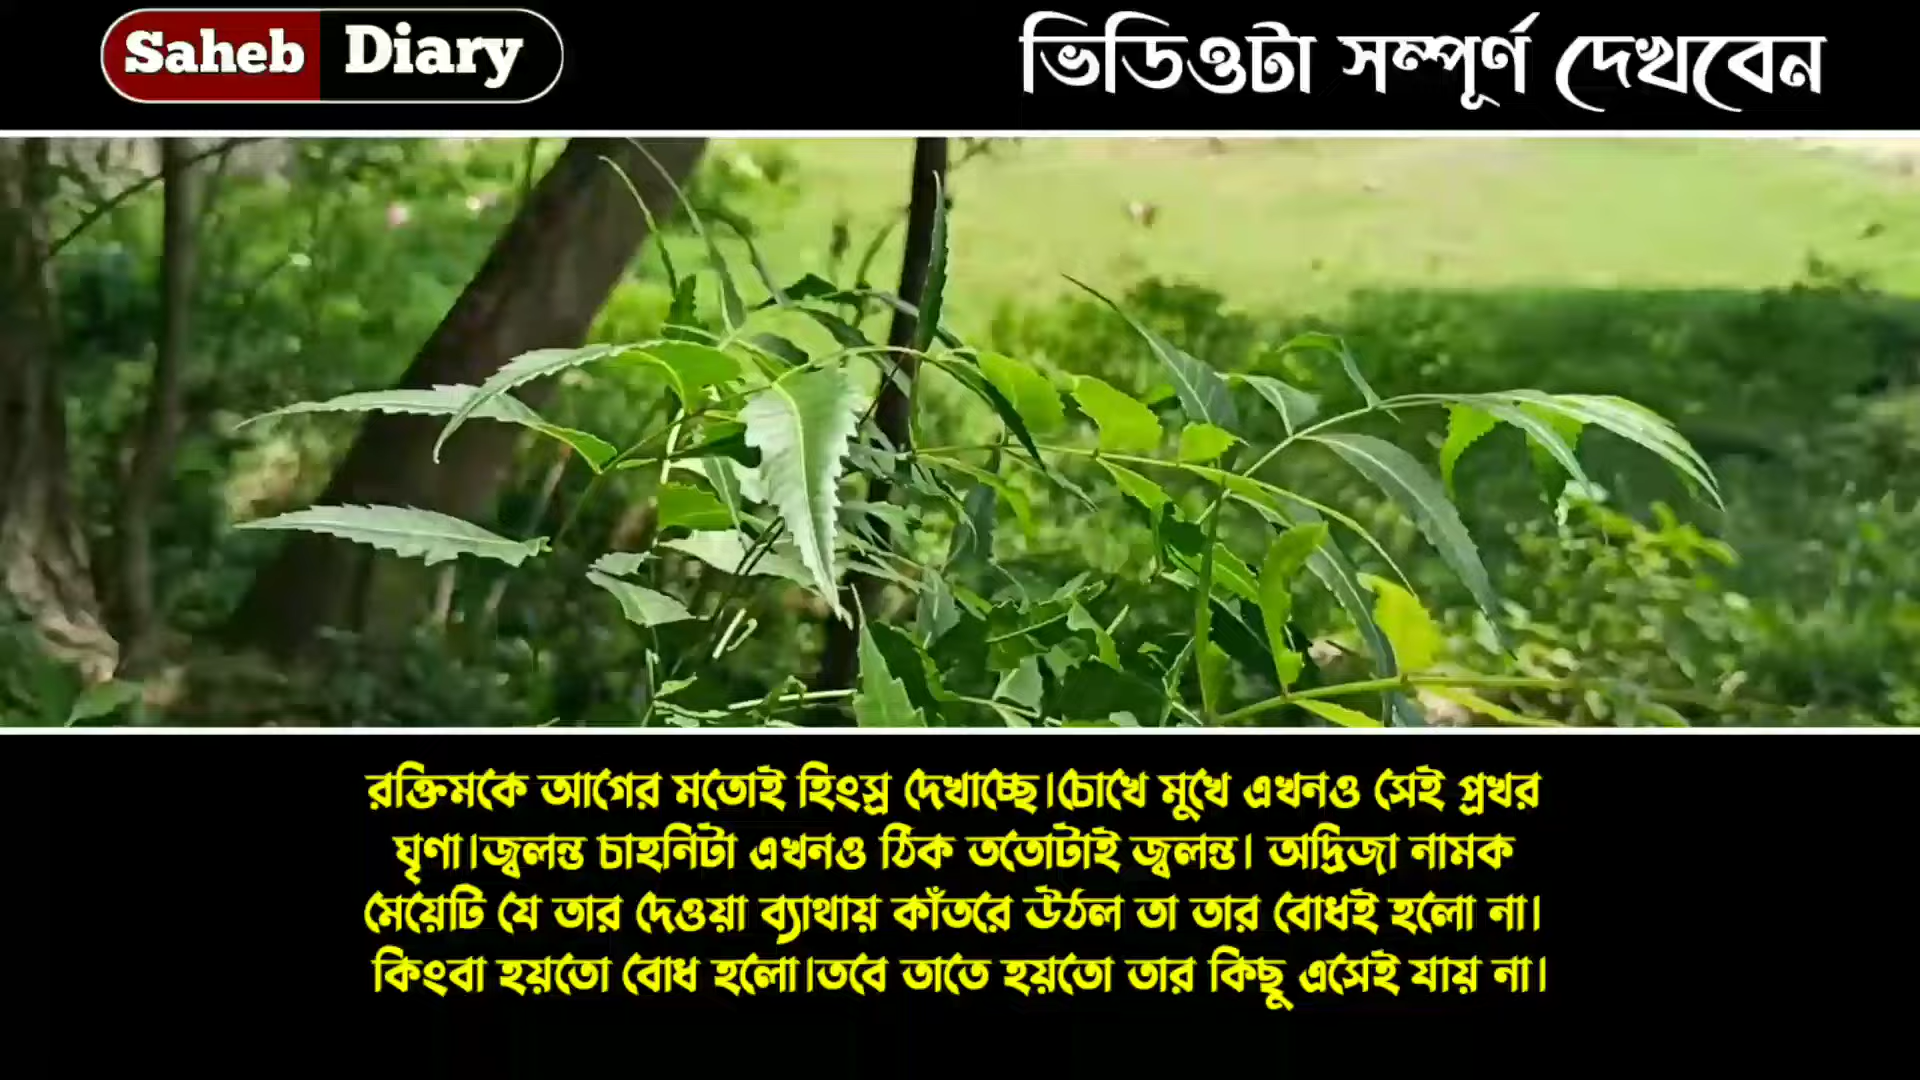 Saheb Diary
ভিডিওটা সম্পূর্ণ দেখবেন
রক্তিমকে আগের মতোই হিংস্র দেখাচ্ছে।চোখে মুখে এখনও সেই প্রখর
ঘৃণা।জ্বলন্ত চাহনিটা এখনও ঠিক ততোটাই জ্বলন্ত। অদ্রিজা নামক
মেয়েটি যে তার দেওয়া ব্যাথায় কাঁতরে উঠল তা তার বোধই হলো না।
কিংবা হয়তো বোধ হলো।তবে তাতে হয়তো তার কিছু এসেই যায় না।